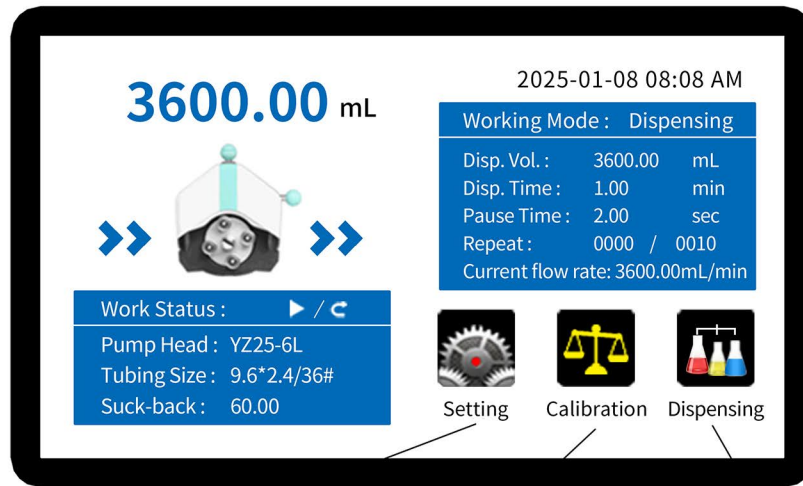 3600.00 mL
2025-01-08 08:08 AM
Working Mode : Dispensing
Disp. Vol. : 3600.00 mL
Disp. Time : 1.00 min
Pause Time : 2.00 sec
Repeat : 0000 / 0010
Current flow rate: 3600.00mL/min
Work Status : /
Pump Head : YZ25-6L
Tubing Size : 9.6*2.4/36#
Suck-back : 60.00
Setting
Calibration
Dispensing